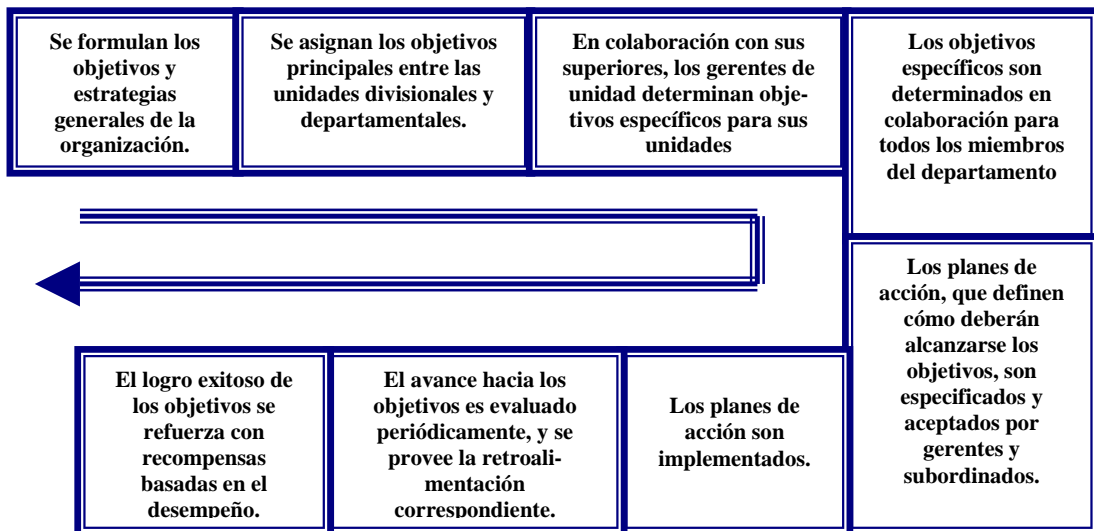 Se formulan los
objetivos y
estrategias
generales de la
organización.
Se asignan los objetivos
principales entre las
unidades divisionales y
departamentales.
En colaboración con sus
superiores, los gerentes de
unidad determinan obje-
tivos específicos para sus
unidades
Los objetivos
específicos son
determinados en
colaboración para
todos los miembros
del departamento
Los planes de
acción, que definen
cómo deberán
alcanzarse los
objetivos, son
especificados y
aceptados por
gerentes y
subordinados.
Los planes de
acción son
implementados.
El avance hacia los
objetivos es evaluado
periódicamente, y se
provee la retroali-
mentación
correspondiente.
El logro exitoso de
los objetivos se
refuerza con
recompensas
basadas en el
desempeño.